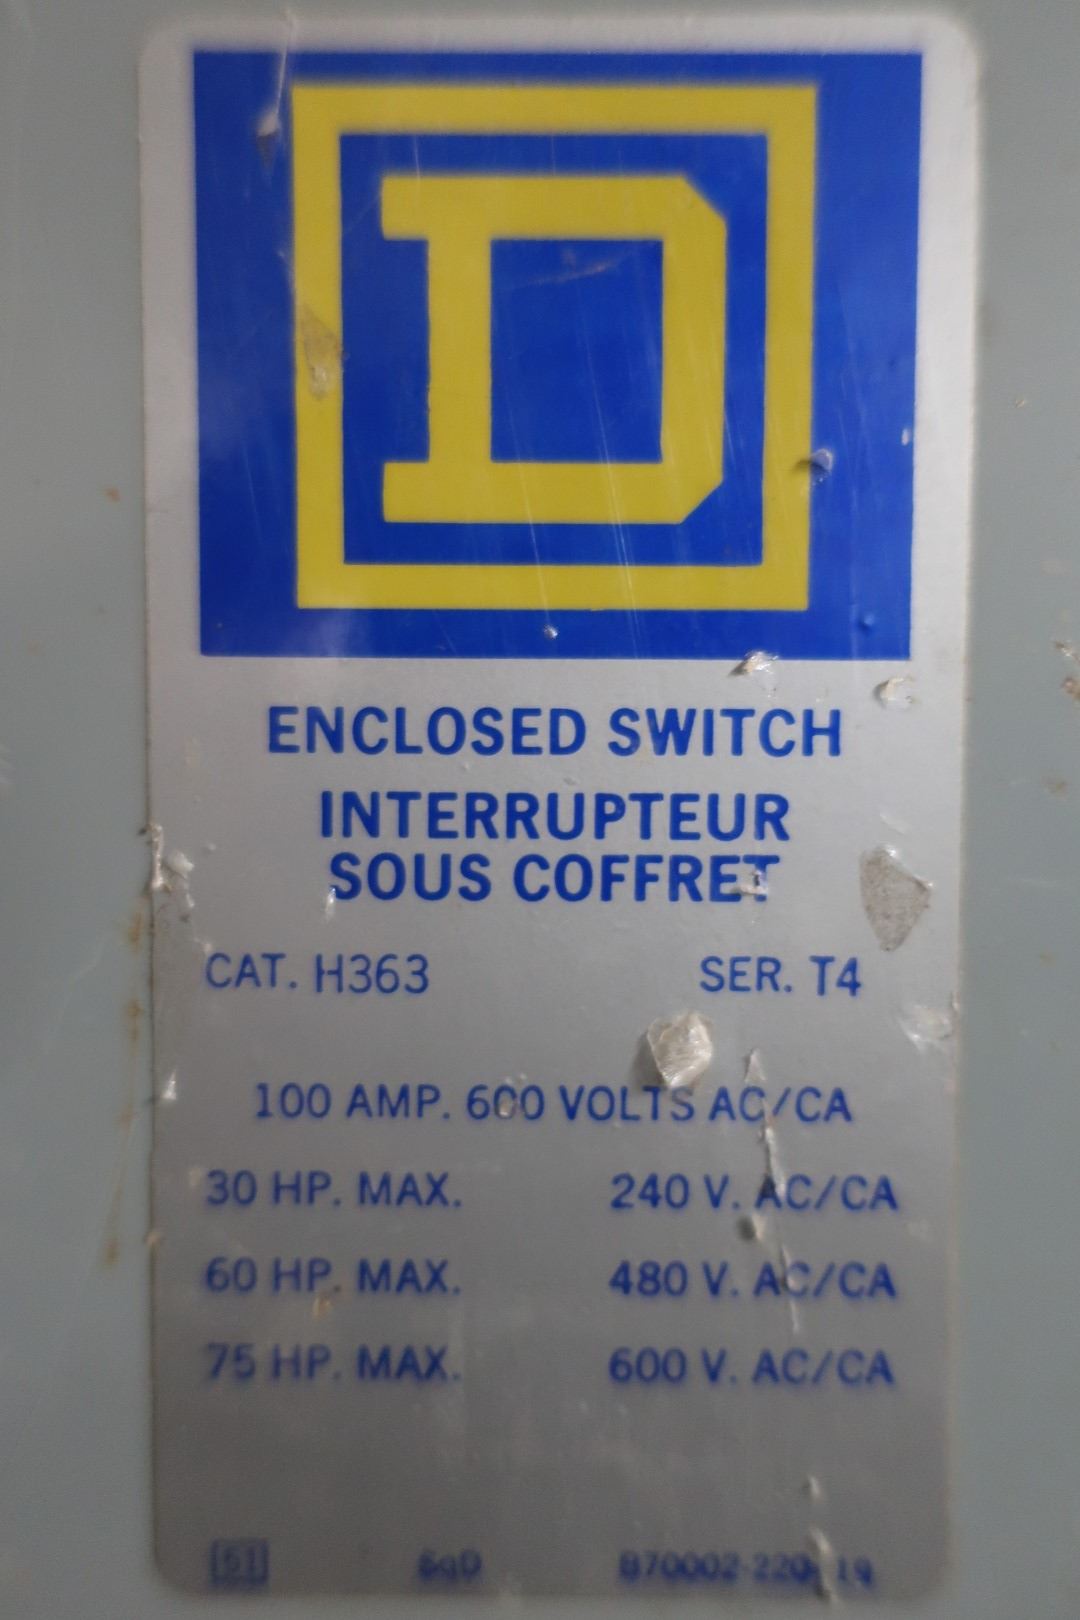 D
ENCLOSED SWITCH
INTERRUPTEUR
SOUS COFFRET
CAT. H363 SER. T4
100 AMP. 600 VOLTS AC/CA
30 HP. MAX. 240 V. AC/CA
60 HP. MAX. 480 V. AC/CA
75 HP. MAX. 600 V. AC/CA
SqD